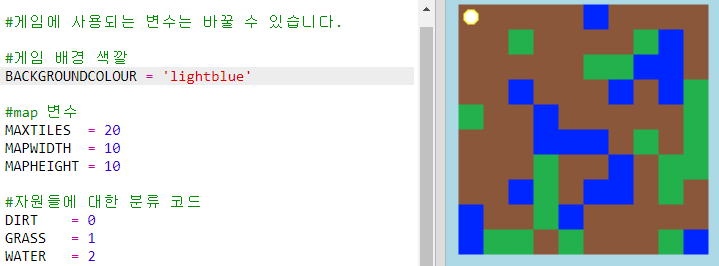 #게임에 사용되는 변수는 바꿀 수 있습니다.
#게임 배경 색깔
BACKGROUNDCOLOUR = 'lightblue'
#map 변수
MAXTILES  = 20
MAPWIDTH  = 10
MAPHEIGHT = 10
#자원들에 대한 분류 코드
DIRT    = 0
GRASS   = 1
WATER   = 2